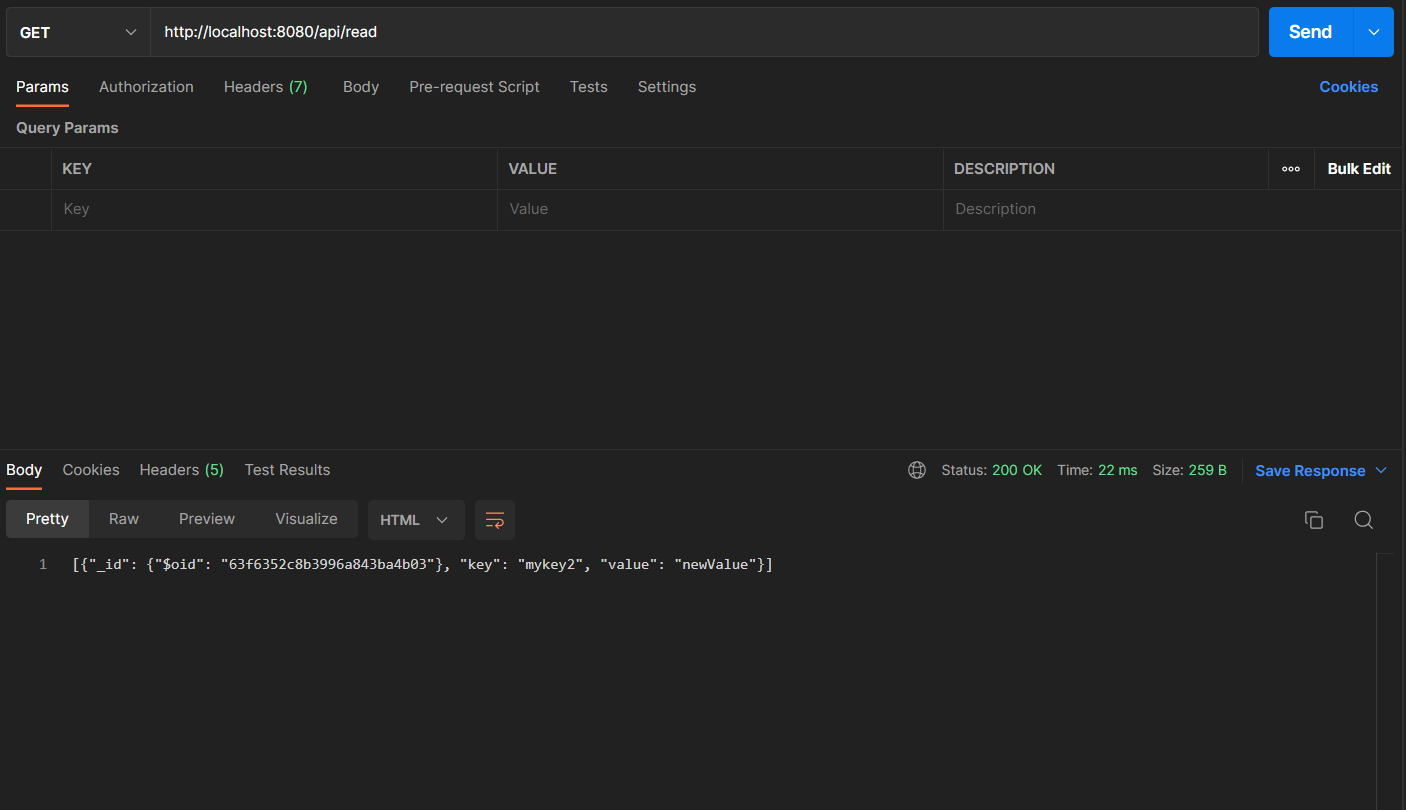 GET http://localhost:8080/api/read Send
Params Authorization Headers (7) Body Pre-request Script Tests Settings Cookies
Query Params
KEY VALUE DESCRIPTION Bulk Edit
Key Value Description
Body Cookies Headers (5) Test Results Status: 200 OK Time: 22 ms Size: 259 B Save Response
Pretty Raw Preview Visualize HTML
1 [{"_id": {"$oid": "63f6352c8b3996a843ba4b03"}, "key": "mykey2", "value": "newValue"}]